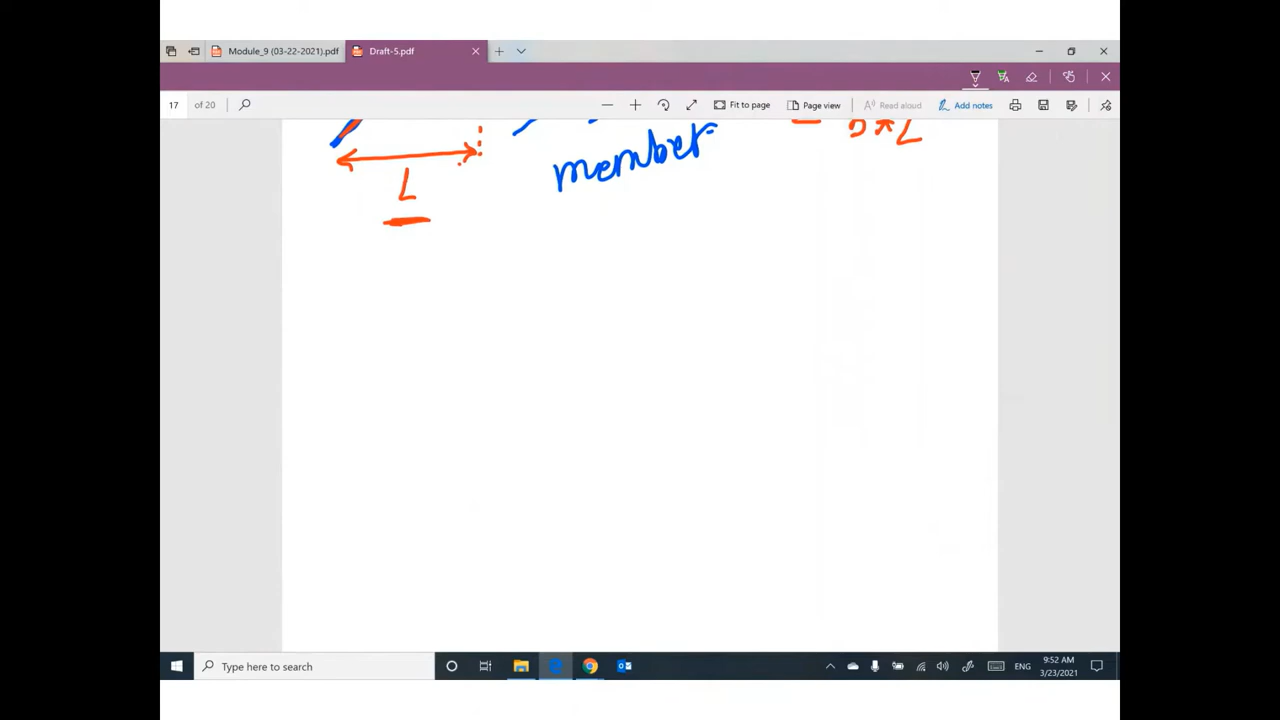 Module_9 (03-22-2021).pdf
Draft-5.pdf
17 of 20
Fit to page
Page view
Read aloud
Add notes
member
L
Type here to search
ENG
9:52 AM
3/23/2021